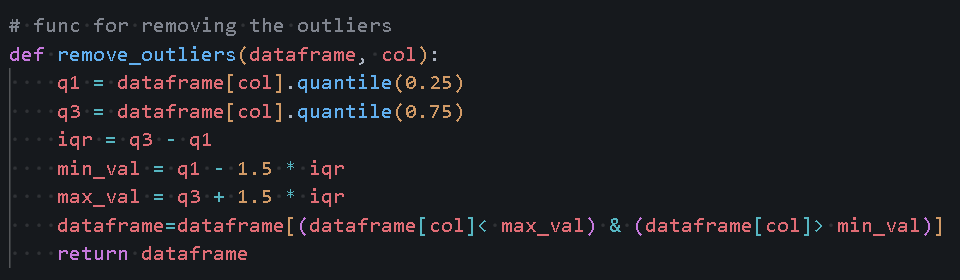 # func for removing the outliers
def remove_outliers(dataframe, col):
    q1 = dataframe[col].quantile(0.25)
    q3 = dataframe[col].quantile(0.75)
    iqr = q3 - q1
    min_val = q1 - 1.5 * iqr
    max_val = q3 + 1.5 * iqr
    dataframe=dataframe[(dataframe[col]< max_val) & (dataframe[col]> min_val)]
    return dataframe